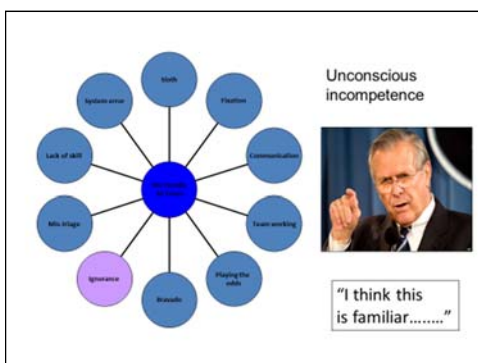 Sloth
System error
Fixation
Unconscious
incompetence
Lack of skill
Communication
Mis-triage
Team working
Ignorance
Playing the
odds
Bravado
"I think this
is familiar........"